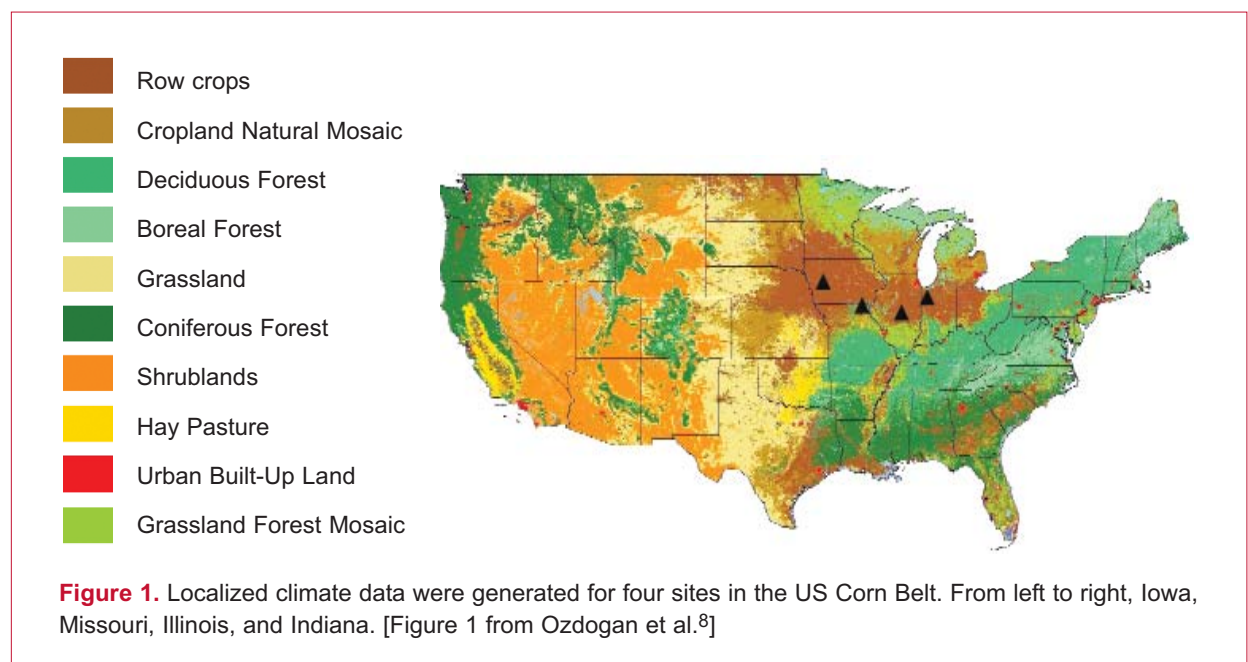 Row crops
Cropland Natural Mosaic
Deciduous Forest
Boreal Forest
Grassland
Coniferous Forest
Shrublands
Hay Pasture
Urban Built-Up Land
Grassland Forest Mosaic
Figure 1. Localized climate data were generated for four sites in the US Corn Belt. From left to right, Iowa,
Missouri, Illinois, and Indiana. [Figure 1 from Ozdogan et al.8]